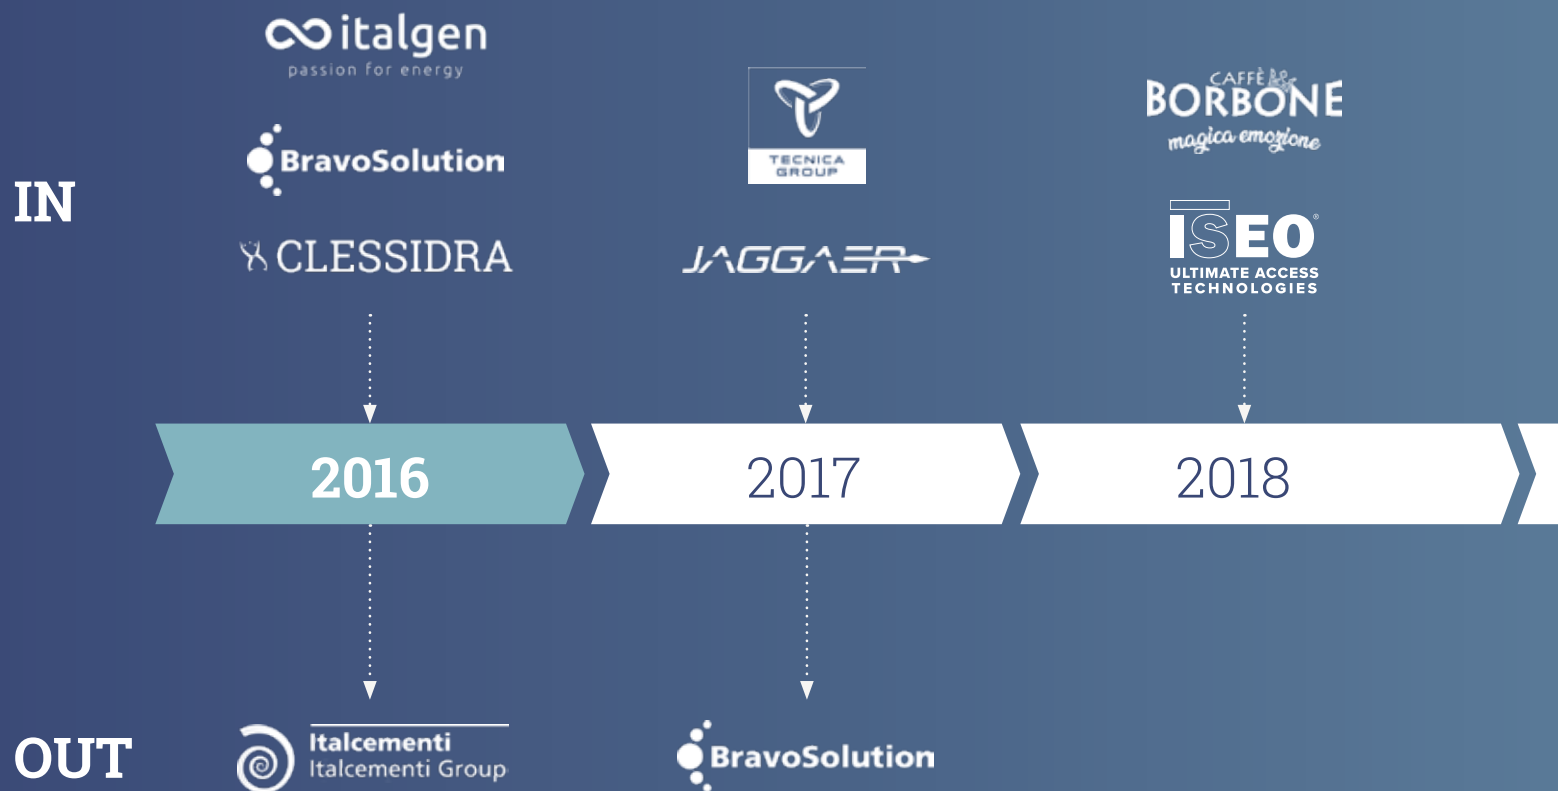 italgen
passion for energy
BravoSolution
CLESSIDRA
TECNICA
GROUP
JAGGAER
CAFFÈ
BORBONE
magica emozione
ISEO®
ULTIMATE ACCESS
TECHNOLOGIES
IN
2016
2017
2018
OUT
Italcementi
Italcementi Group
BravoSolution